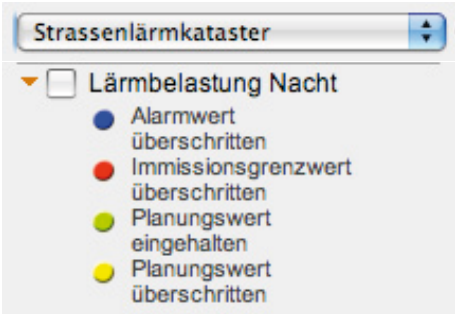 Strassenlärmkataster
Lärmbelastung Nacht
Alarmwert
überschritten
Immissionsgrenzwert
überschritten
Planungswert
eingehalten
Planungswert
überschritten